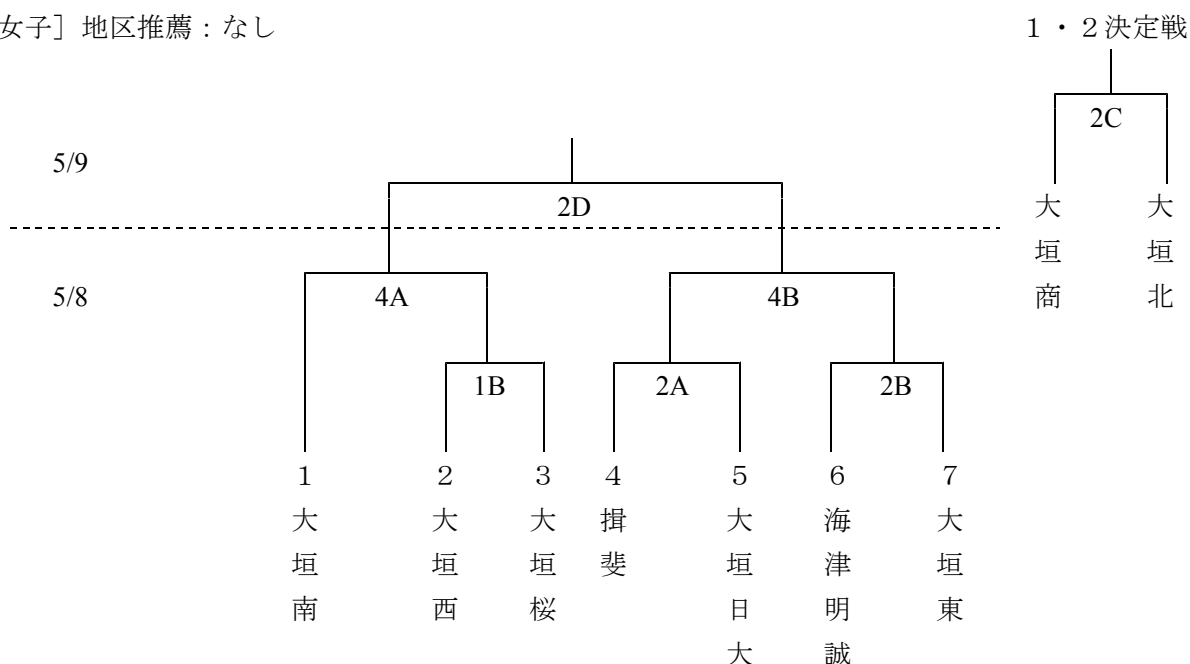 女子］地区推薦：なし
１・２決定戦
2C
5/9
2D
大垣商
大垣北
5/8
4A
4B
1B
2A
2B
１
２
３
４
５
６
７
大垣南
大垣西
大垣桜
揖斐
大垣日大
海津明誠
大垣東